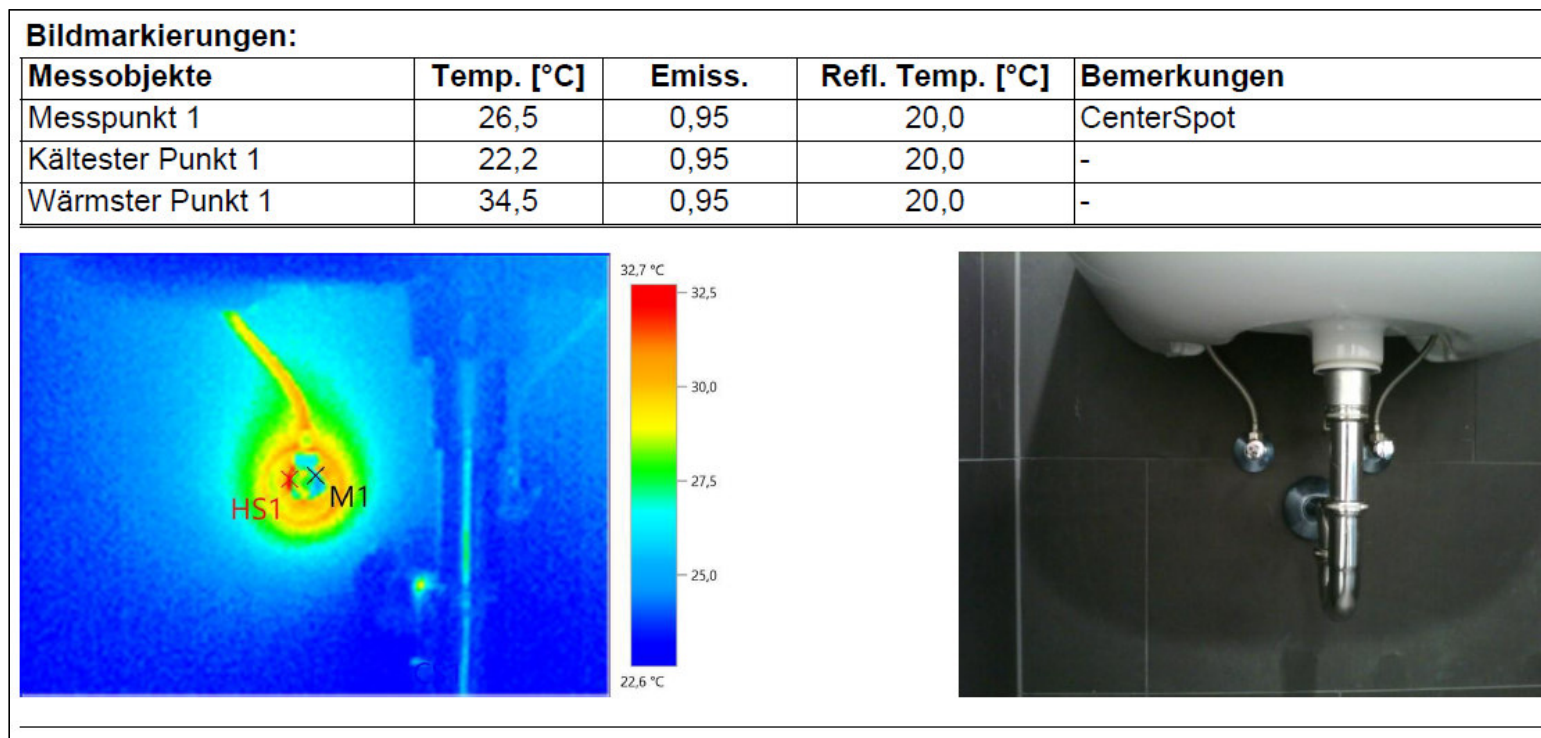 Bildmarkierungen:
Messobjekte Temp. [°C] Emiss. Refl. Temp. [°C] Bemerkungen
Messpunkt 1 26,5 0,95 20,0 CenterSpot
Kältester Punkt 1 22,2 0,95 20,0 -
Wärmster Punkt 1 34,5 0,95 20,0 -
32,7 °C
32,5
30,0
27,5
25,0
22,6 °C
HS1 M1